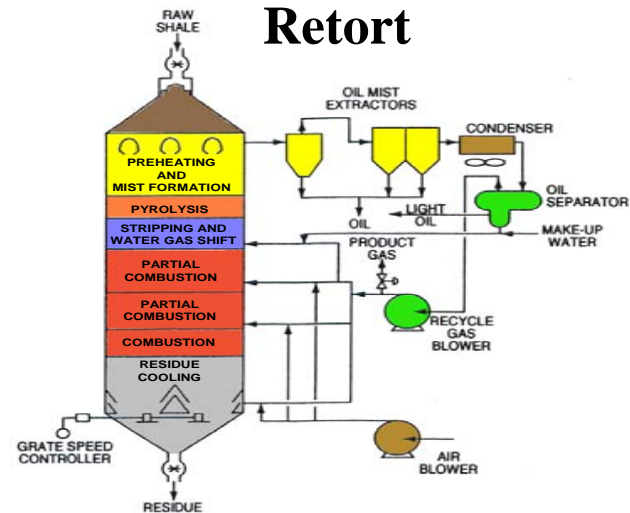 Retort
RAW
SHALE
OIL MIST
EXTRACTORS
CONDENSER
PREHEATING
AND
MIST FORMATION
OIL
SEPARATOR
PYROLYSIS
OIL
LIGHT
OIL
STRIPPING AND
WATER GAS SHIFT
MAKE-UP
WATER
PRODUCT
GAS
PARTIAL
COMBUSTION
PARTIAL
COMBUSTION
RECYCLE
GAS
BLOWER
COMBUSTION
RESIDUE
COOLING
GRATE SPEED
CONTROLLER
AIR
BLOWER
RESIDUE